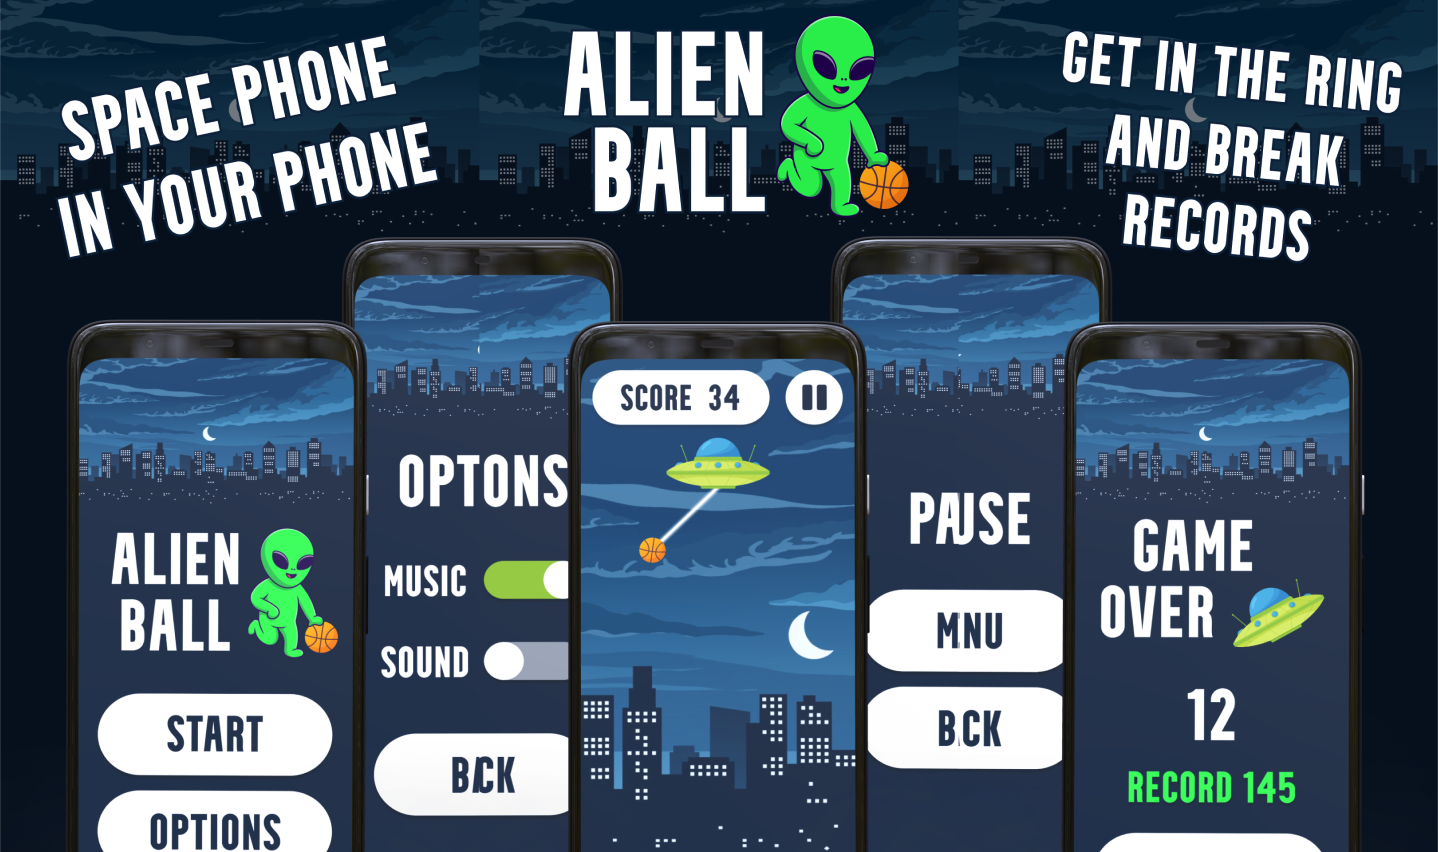 SPACE PHONE
IN YOUR PHONE
ALIEN
BALL
GET IN THE RING
AND BREAK
RECORDS
ALIEN
BALL
START
OPTIONS
OPTONS
MUSIC
SOUND
BCK
SCORE 34
PAUSE
MNU
BCK
GAME
OVER
12
RECORD 145